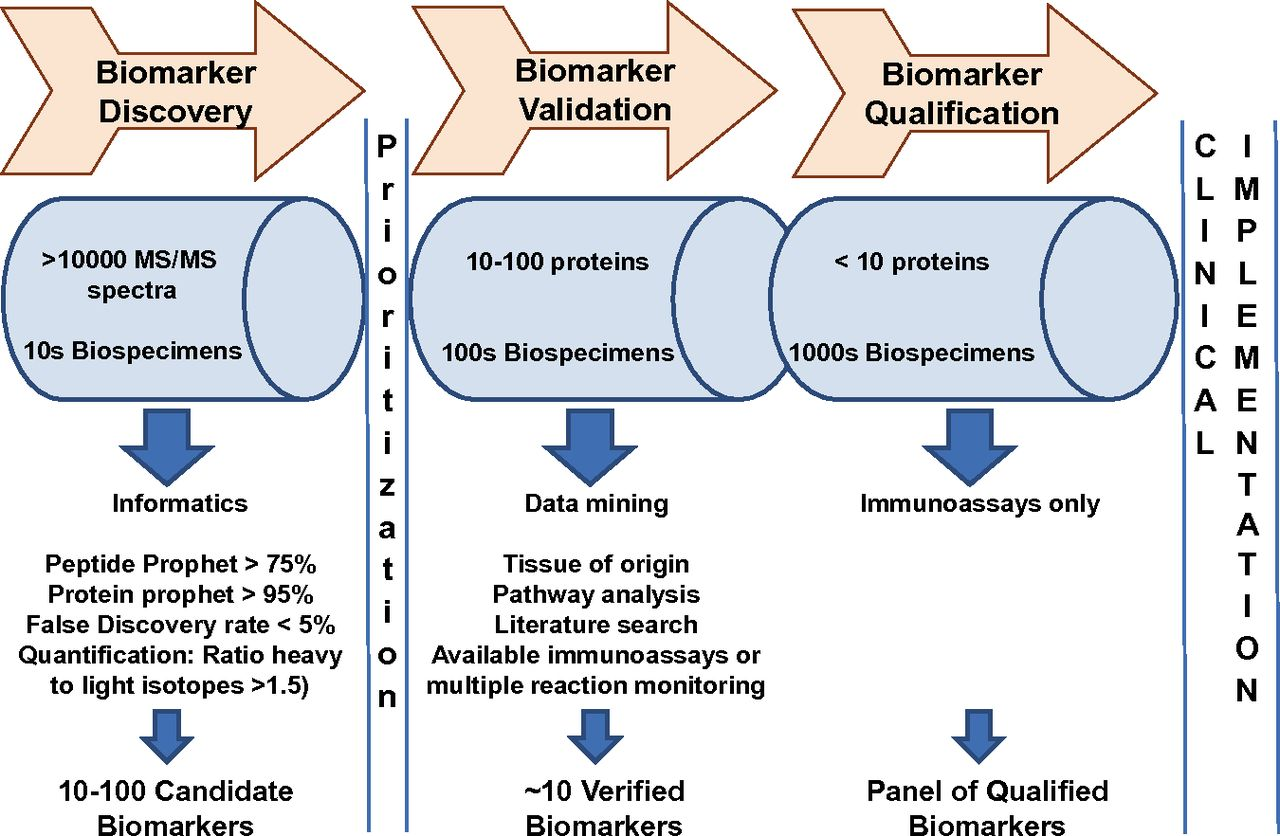 Biomarker
Discovery
>10000 MS/MS
spectra
10s Biospecimens
Informatics
Peptide Prophet > 75%
Protein prophet > 95%
False Discovery rate < 5%
Quantification: Ratio heavy
to light isotopes >1.5)
10-100 Candidate
Biomarkers
Prioritization
Biomarker
Validation
10-100 proteins
100s Biospecimens
Data mining
Tissue of origin
Pathway analysis
Literature search
Available immunoassays or
multiple reaction monitoring
~10 Verified
Biomarkers
Biomarker
Qualification
< 10 proteins
1000s Biospecimens
Immunoassays only
Panel of Qualified
Biomarkers
CLINICAL
IMPLEMENTATION